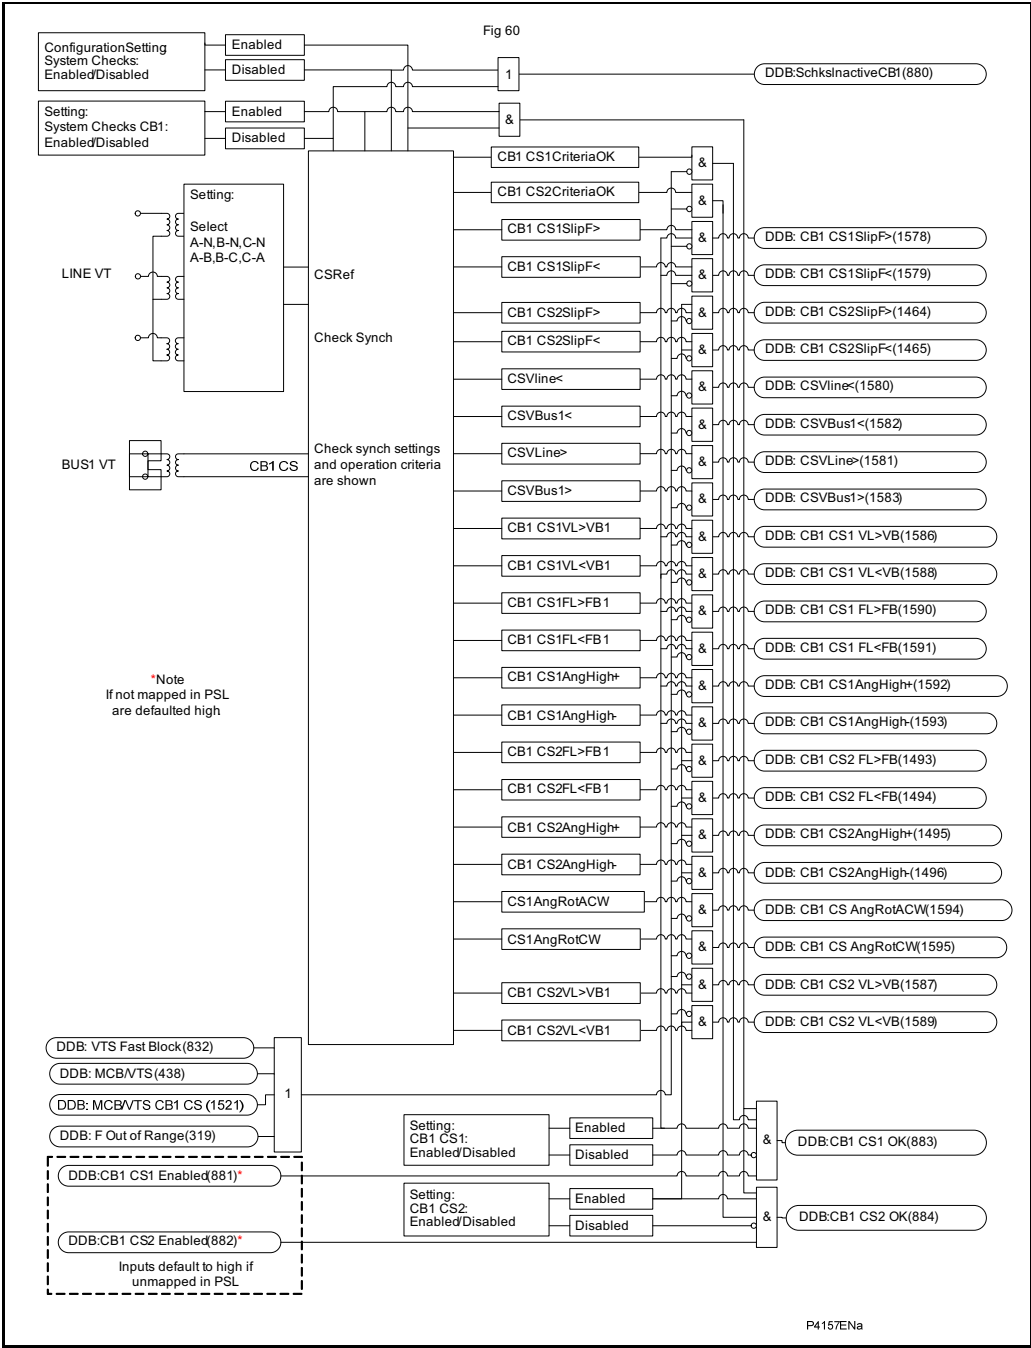 Fig 60
ConfigurationSetting
System Checks:
Enabled/Disabled
Enabled
Disabled
1
DDB:SchksInactiveCB1(880)
Setting:
System Checks CB1:
Enabled/Disabled
Enabled
Disabled
&
Setting:
Select
A-N,B-N,C-N
A-B,B-C,C-A
LINE VT
CSRef
Check Synch
BUS1 VT
CB1 CS
Check synch settings
and operation criteria
are shown
CB1 CS1CriteriaOK
&
CB1 CS2CriteriaOK
&
CB1 CS1SlipF>
&
DDB: CB1 CS1SlipF>(1578)
CB1 CS1SlipF<
&
DDB: CB1 CS1SlipF<(1579)
CB1 CS2SlipF>
&
DDB: CB1 CS2SlipF>(1464)
CB1 CS2SlipF<
&
DDB: CB1 CS2SlipF<(1465)
CSVline<
&
DDB: CSVline<(1580)
CSVBus1<
&
DDB: CSVBus1<(1582)
CSVLine>
&
DDB: CSVLine>(1581)
CSVBus1>
&
DDB: CSVBus1>(1583)
CB1 CS1VL>VB1
&
DDB: CB1 CS1 VL>VB(1586)
CB1 CS1VL<VB1
&
DDB: CB1 CS1 VL<VB(1588)
CB1 CS1FL>FB1
&
DDB: CB1 CS1 FL>FB(1590)
CB1 CS1FL<FB1
&
DDB: CB1 CS1 FL<FB(1591)
CB1 CS1AngHigh+
&
DDB: CB1 CS1AngHigh+(1592)
CB1 CS1AngHigh-
&
DDB: CB1 CS1AngHigh-(1593)
CB1 CS2FL>FB1
&
DDB: CB1 CS2 FL>FB(1493)
CB1 CS2FL<FB1
&
DDB: CB1 CS2 FL<FB(1494)
CB1 CS2AngHigh+
&
DDB: CB1 CS2AngHigh+(1495)
CB1 CS2AngHigh-
&
DDB: CB1 CS2AngHigh-(1496)
CS1AngRotACW
&
DDB: CB1 CS AngRotACW(1594)
CS1AngRotCW
&
DDB: CB1 CS AngRotCW(1595)
CB1 CS2VL>VB1
&
DDB: CB1 CS2 VL>VB(1587)
CB1 CS2VL<VB1
&
DDB: CB1 CS2 VL<VB(1589)
*Note
If not mapped in PSL
are defaulted high
DDB: VTS Fast Block(832)
DDB: MCB/VTS(438)
DDB: MCB/VTS CB1 CS (1521)
DDB: F Out of Range(319)
1
Setting:
CB1 CS1:
Enabled/Disabled
Enabled
Disabled
&
DDB:CB1 CS1 OK(883)
DDB:CB1 CS1 Enabled(881)*
Setting:
CB1 CS2:
Enabled/Disabled
Enabled
Disabled
&
DDB:CB1 CS2 OK(884)
DDB:CB1 CS2 Enabled(882)*
Inputs default to high if
unmapped in PSL
P4157ENa